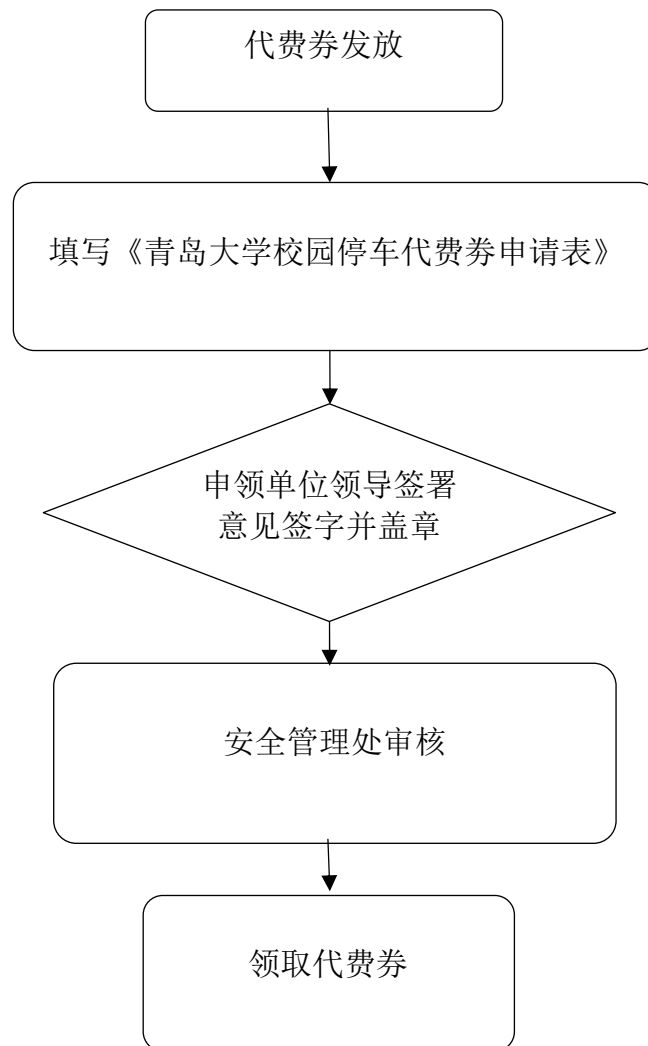 代费券发放
填写《青岛大学校园停车代费劵申请表》
申领单位领导签署
意见签字并盖章
安全管理处审核
领取代费券